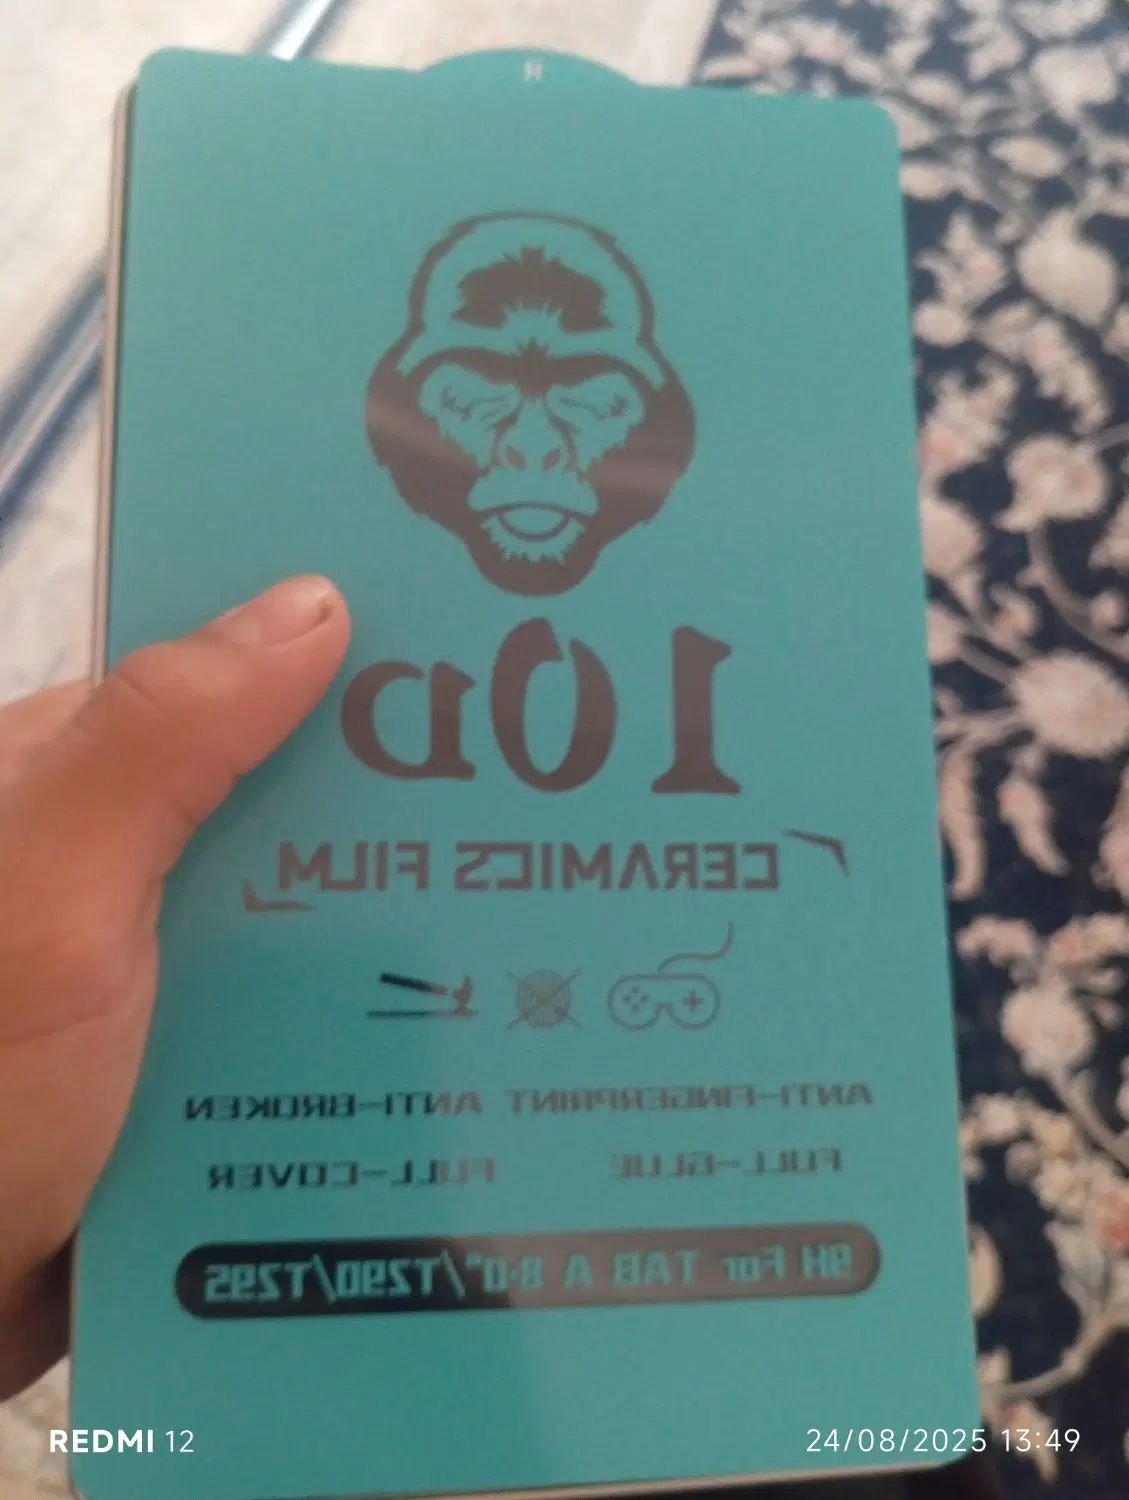 R
10D
CERAMICS FILM
ANTI-FINGERPRINT ANTI-BROKEN
FULL-GLUE FULL-COVER
9H For TAB A 8.0"/T290/T295
REDMI 12
24/08/2025 13:49